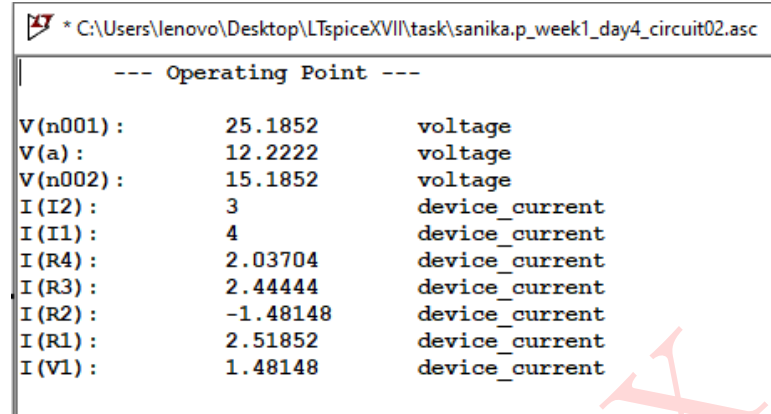 * C:\Users\lenovo\Desktop\LTspiceXVII\task\sanika.p_week1_day4_circuit02.asc
--- Operating Point ---
V(n001): 25.1852 voltage
V(a): 12.2222 voltage
V(n002): 15.1852 voltage
I(I2): 3 device_current
I(I1): 4 device_current
I(R4): 2.03704 device_current
I(R3): 2.44444 device_current
I(R2): -1.48148 device_current
I(R1): 2.51852 device_current
I(V1): 1.48148 device_current